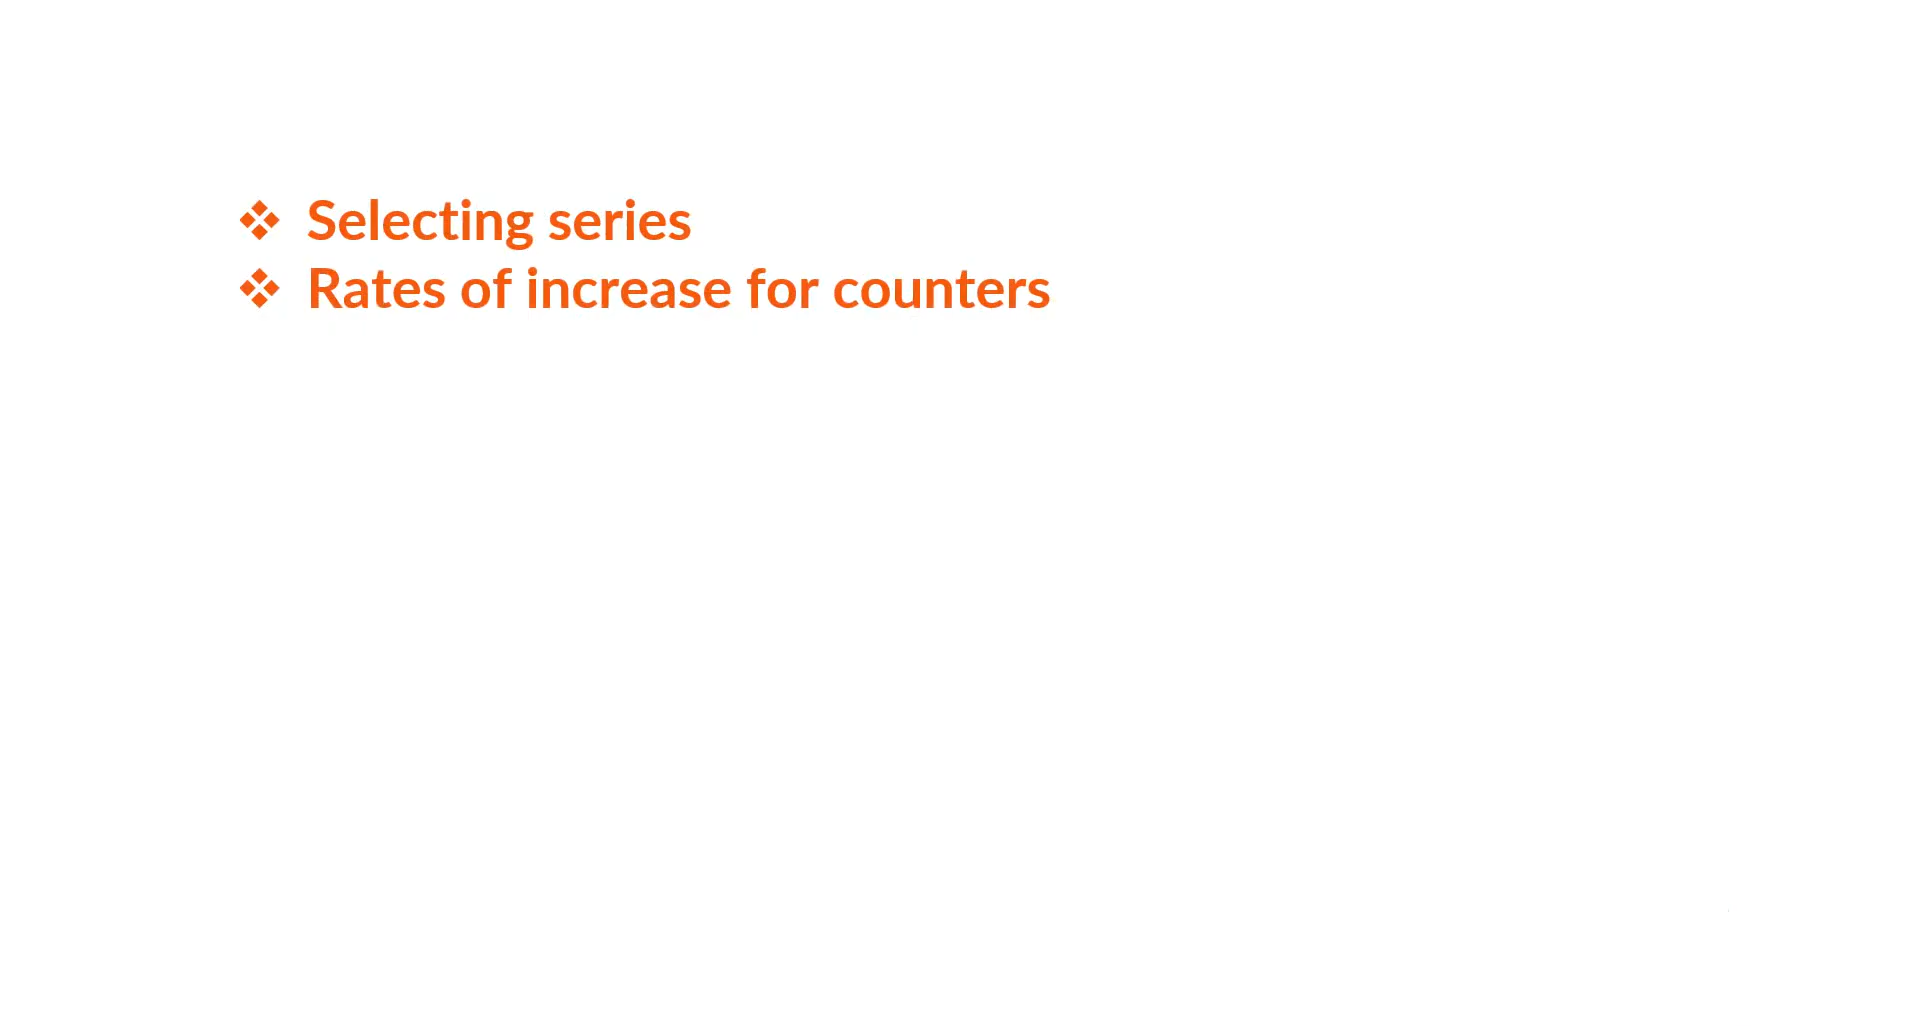 ❖ Selecting series
❖ Rates of increase for counters